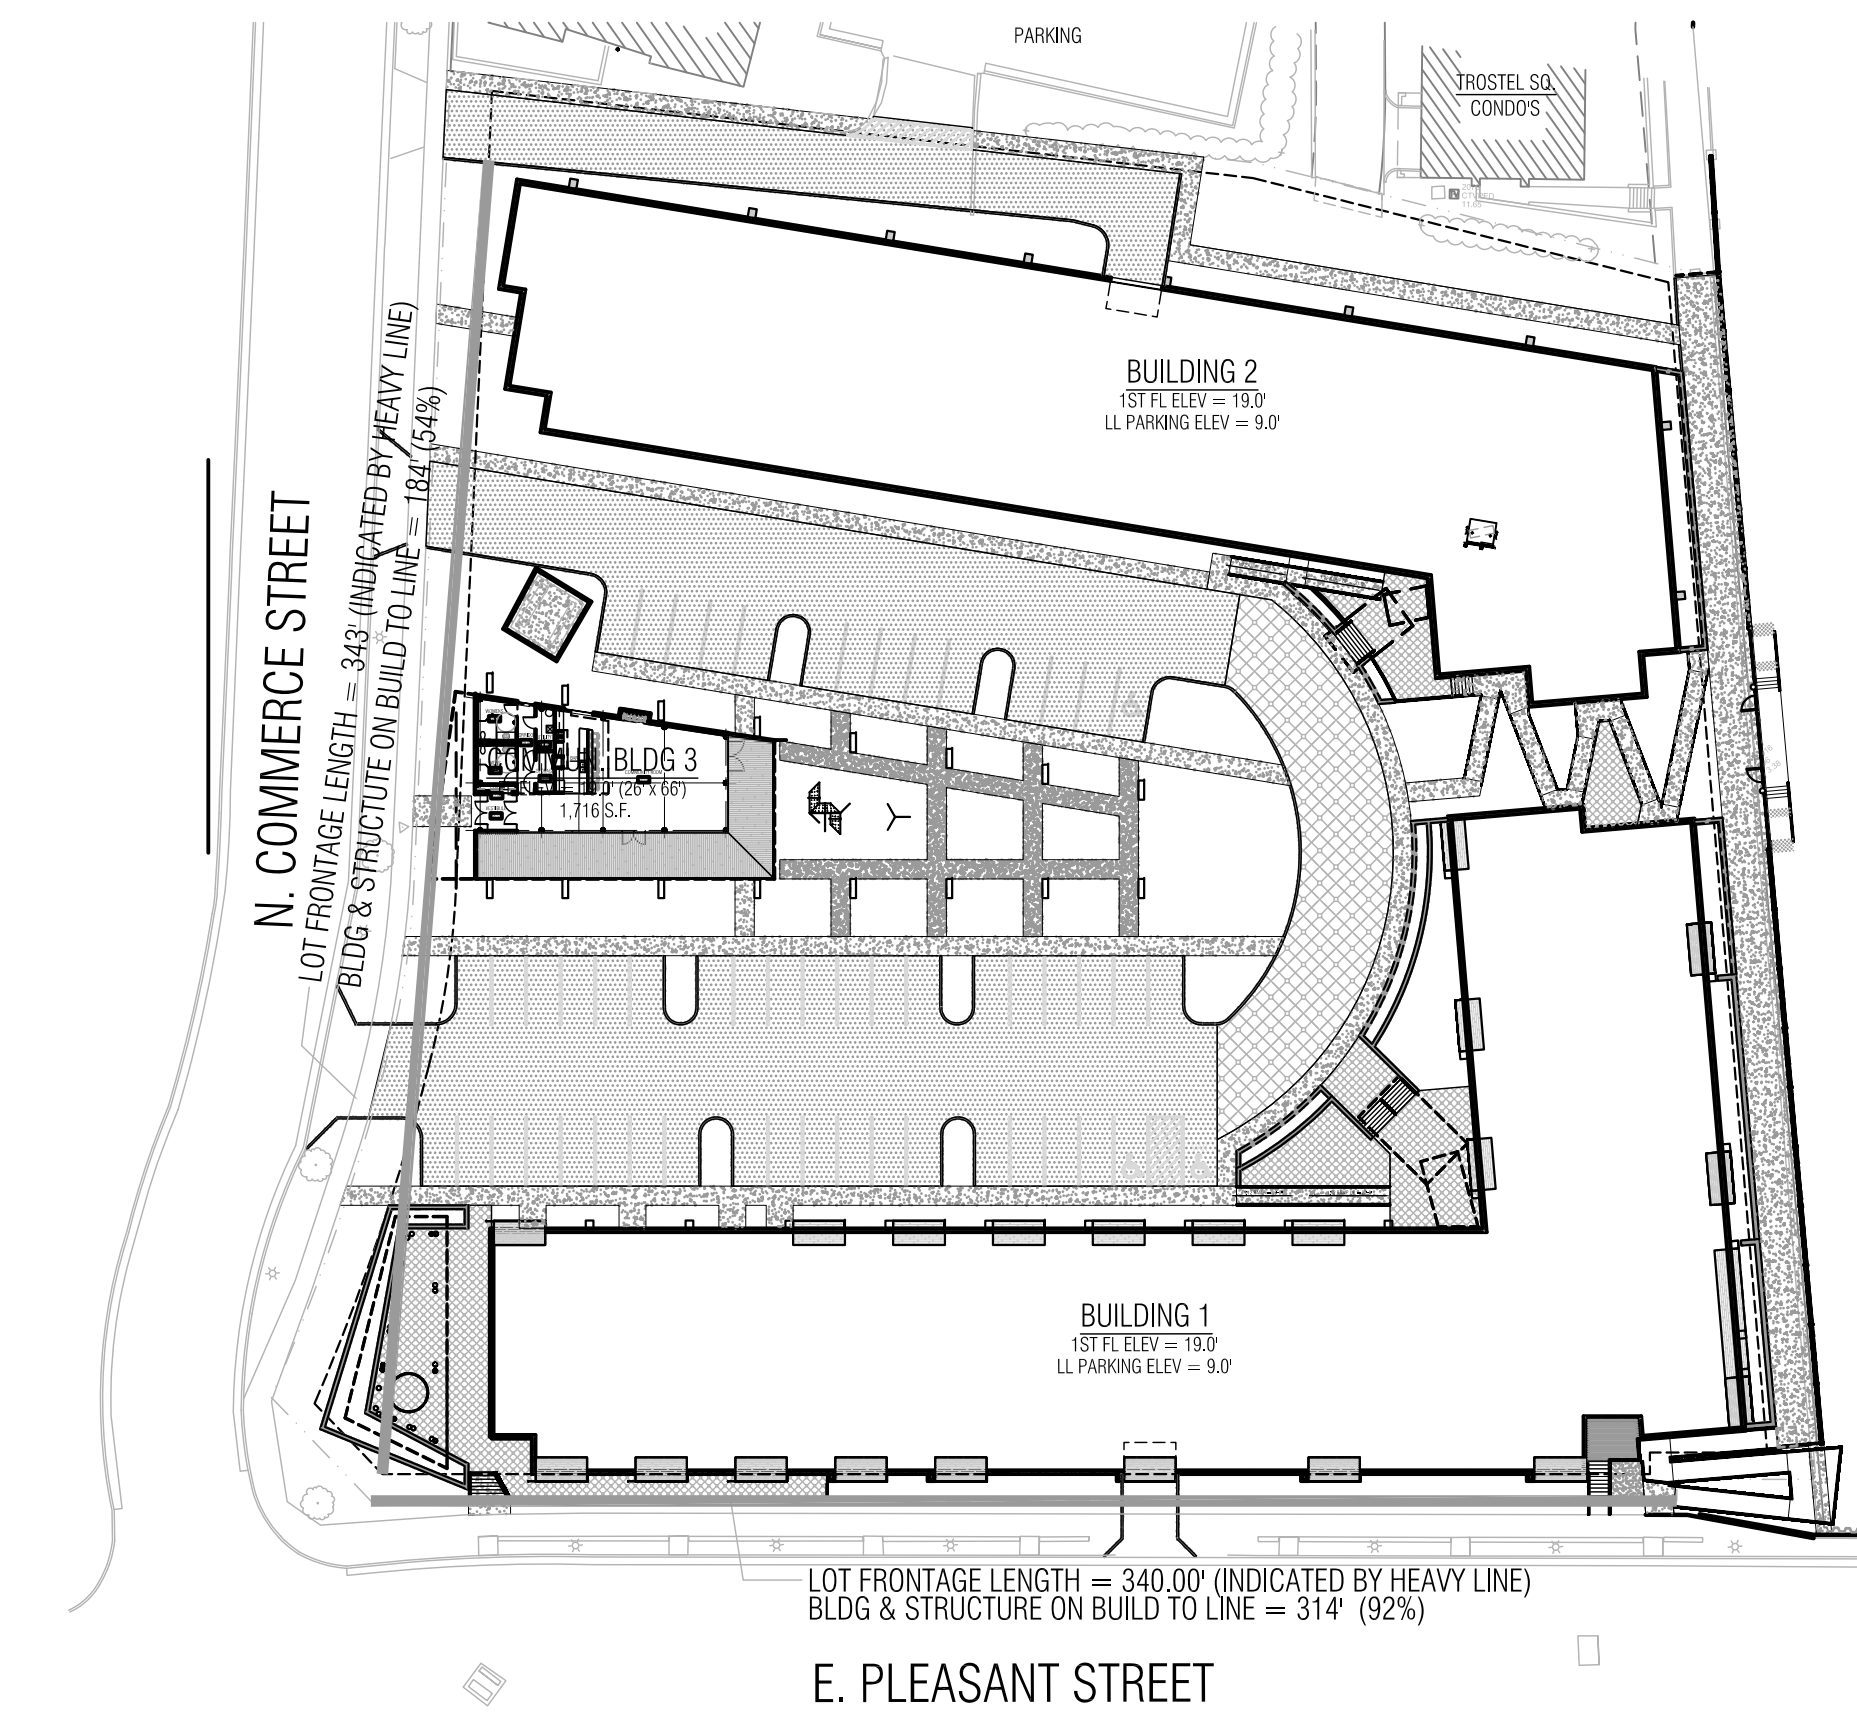 PARKING
TROSTEL SQ.
CONDO'S
BUILDING 2
1ST FL ELEV = 19.0'
LL PARKING ELEV = 9.0'
N. COMMERCE STREET
LOT FRONTAGE LENGTH = 343' (INDICATED BY HEAVY LINE)
BLDG & STRUCTURE ON BUILD TO LINE = 184' (54%)
BLDG 3
(26' x 66')
1,716 S.F.
BUILDING 1
1ST FL ELEV = 19.0'
LL PARKING ELEV = 9.0'
LOT FRONTAGE LENGTH = 340.00' (INDICATED BY HEAVY LINE)
BLDG & STRUCTURE ON BUILD TO LINE = 314' (92%)
E. PLEASANT STREET